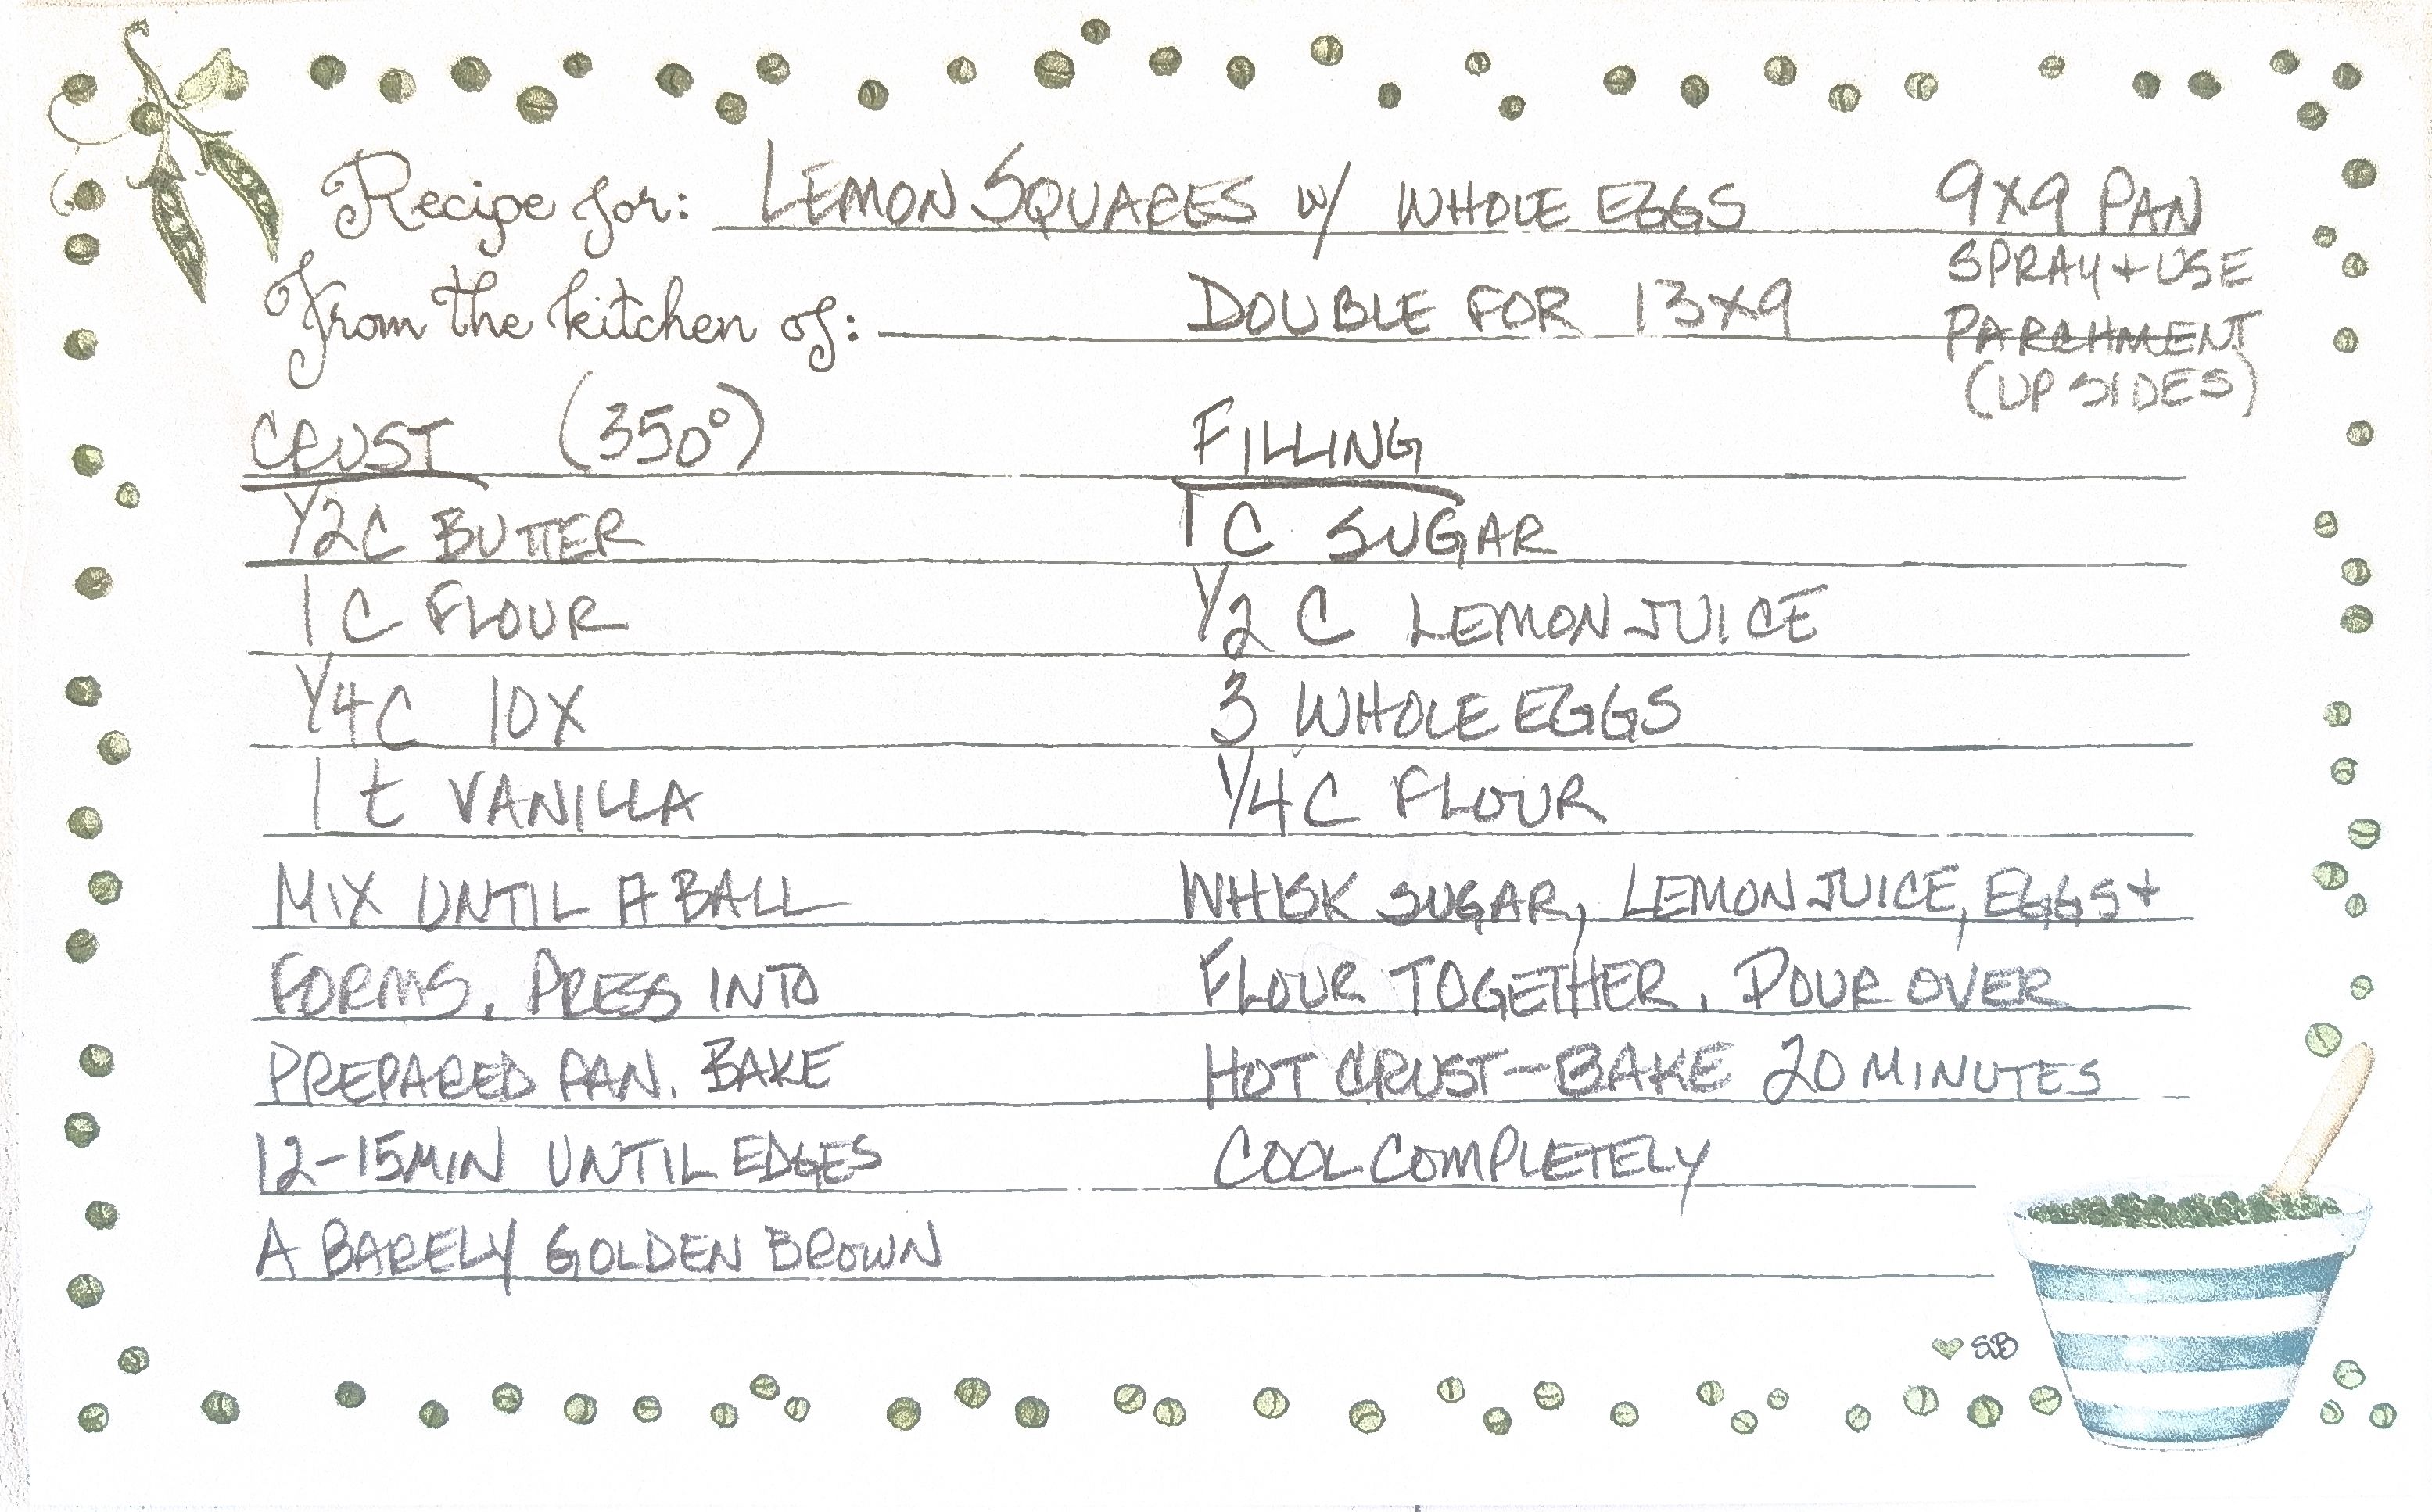 Recipe for: LEMON SQUARES w/ WHOLE EGGS 9X9 PAN
SPRAY + USE
From the kitchen of: DOUBLE FOR 13X9
PARCHMENT
(UP SIDES)
CRUST (350°)
1/2 C BUTTER
1 C FLOUR
1/4 C 10X
1 t VANILLA
MIX UNTIL A BALL
FORMS. PRESS INTO
PREPARED PAN. BAKE
12-15 MIN UNTIL EDGES
A BARELY GOLDEN BROWN
FILLING
1 C SUGAR
1/2 C LEMON JUICE
3 WHOLE EGGS
1/4 C FLOUR
WHISK SUGAR, LEMON JUICE, EGGS +
FLOUR TOGETHER. POUR OVER
HOT CRUST-BAKE 20 MINUTES
COOL COMPLETELY
SB